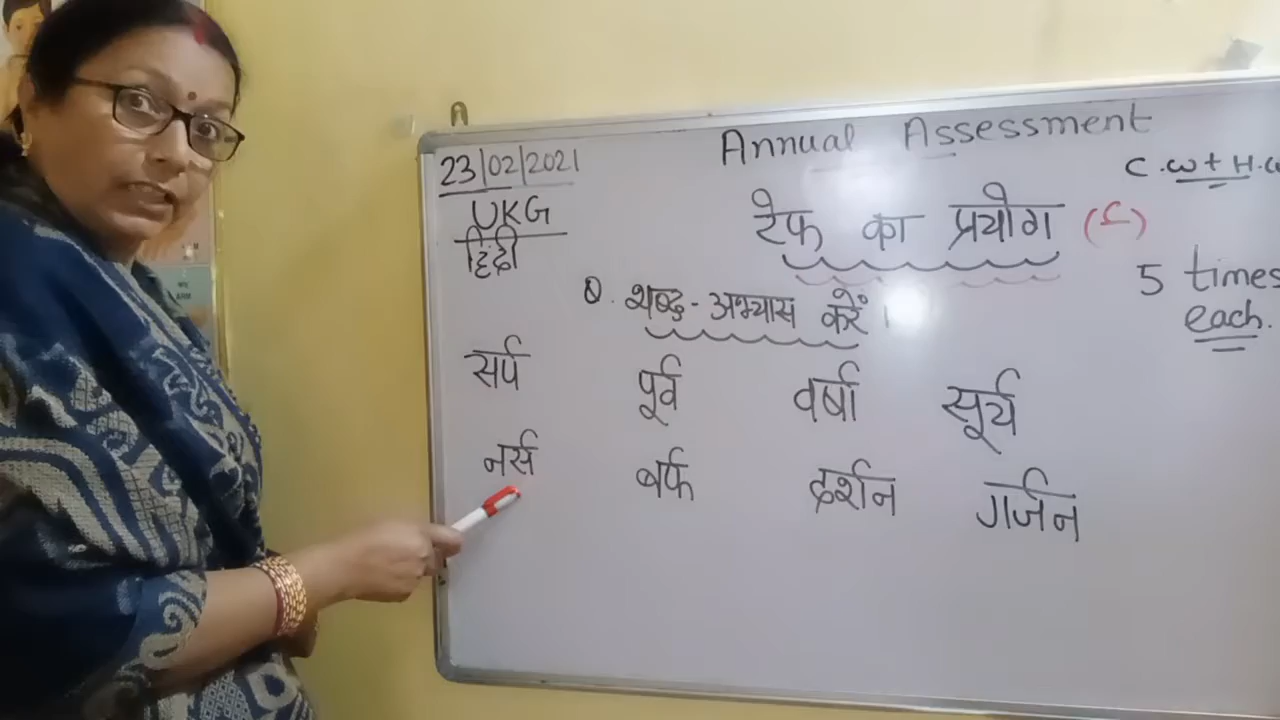 Annual Assessment
23/02/2021
C.W + H.W
UKG
हिंदी
रेफ का प्रयोग (र्)
5 times
each.
Q. शब्द-अभ्यास करें।
सर्प पूर्व वर्षा सूर्य
नर्स बर्फ दर्शन गर्जन